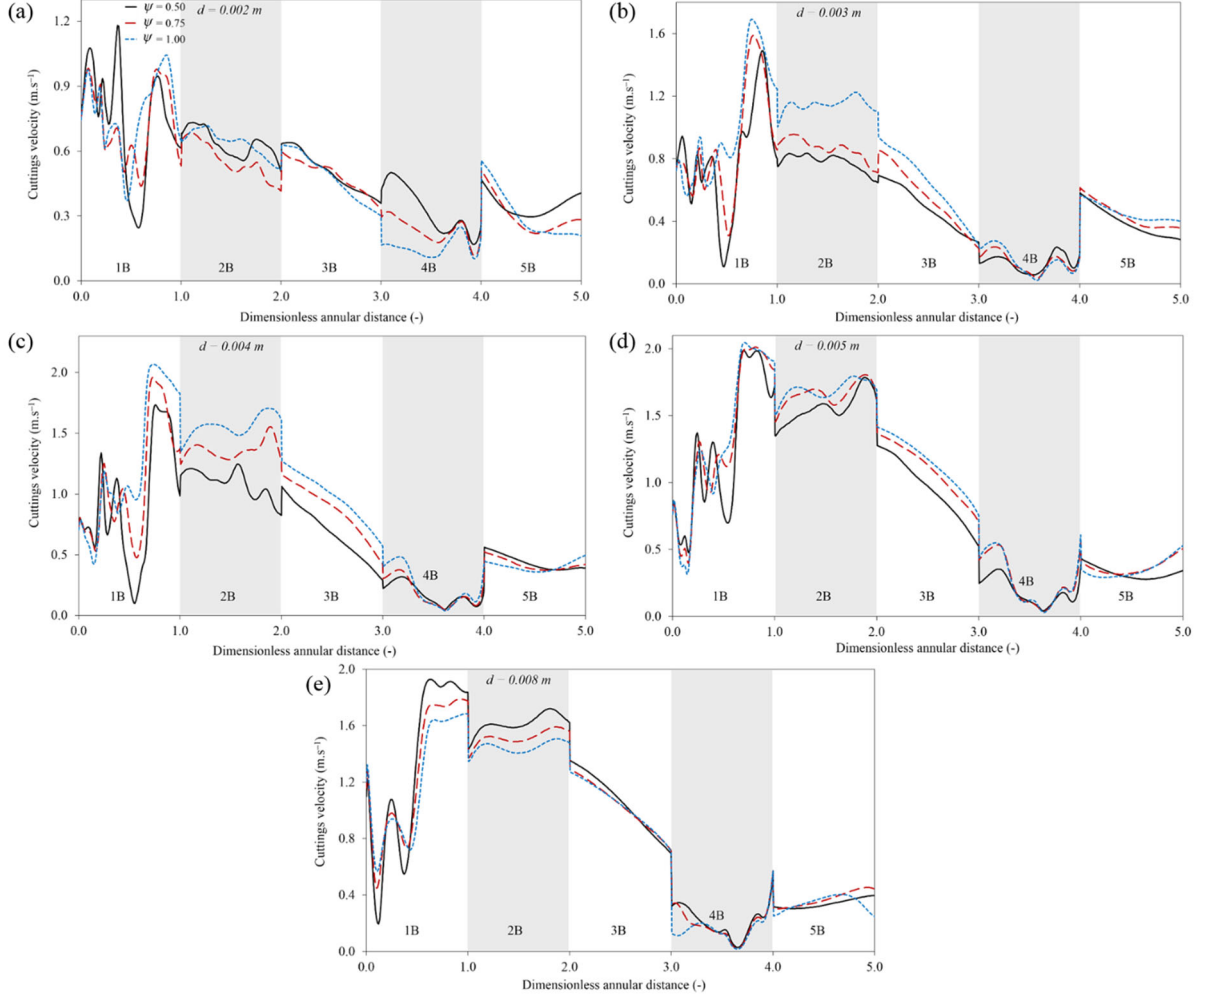 (a)
ψ = 0.50
ψ = 0.75
ψ = 1.00
d = 0.002 m
1.2
0.9
0.6
0.3
0.0
Cuttings velocity (m.s⁻¹)
1B
2B
3B
4B
5B
0.0 1.0 2.0 3.0 4.0 5.0
Dimensionless annular distance (-)
(b)
d − 0.003 m
1.6
1.2
0.8
0.4
0.0
Cuttings velocity (m.s⁻¹)
1B
2B
3B
4B
5B
0.0 1.0 2.0 3.0 4.0 5.0
Dimensionless annular distance (-)
(c)
d − 0.004 m
2.0
1.5
1.0
0.5
0.0
Cuttings velocity (m.s⁻¹)
1B
2B
3B
4B
5B
0.0 1.0 2.0 3.0 4.0 5.0
Dimensionless annular distance (-)
(d)
d − 0.005 m
2.0
1.5
1.0
0.5
0.0
Cuttings velocity (m.s⁻¹)
1B
2B
3B
4B
5B
0.0 1.0 2.0 3.0 4.0 5.0
Dimensionless annular distance (-)
(e)
d − 0.008 m
2.0
1.6
1.2
0.8
0.4
0.0
Cuttings velocity (m.s⁻¹)
1B
2B
3B
4B
5B
0.0 1.0 2.0 3.0 4.0 5.0
Dimensionless annular distance (-)